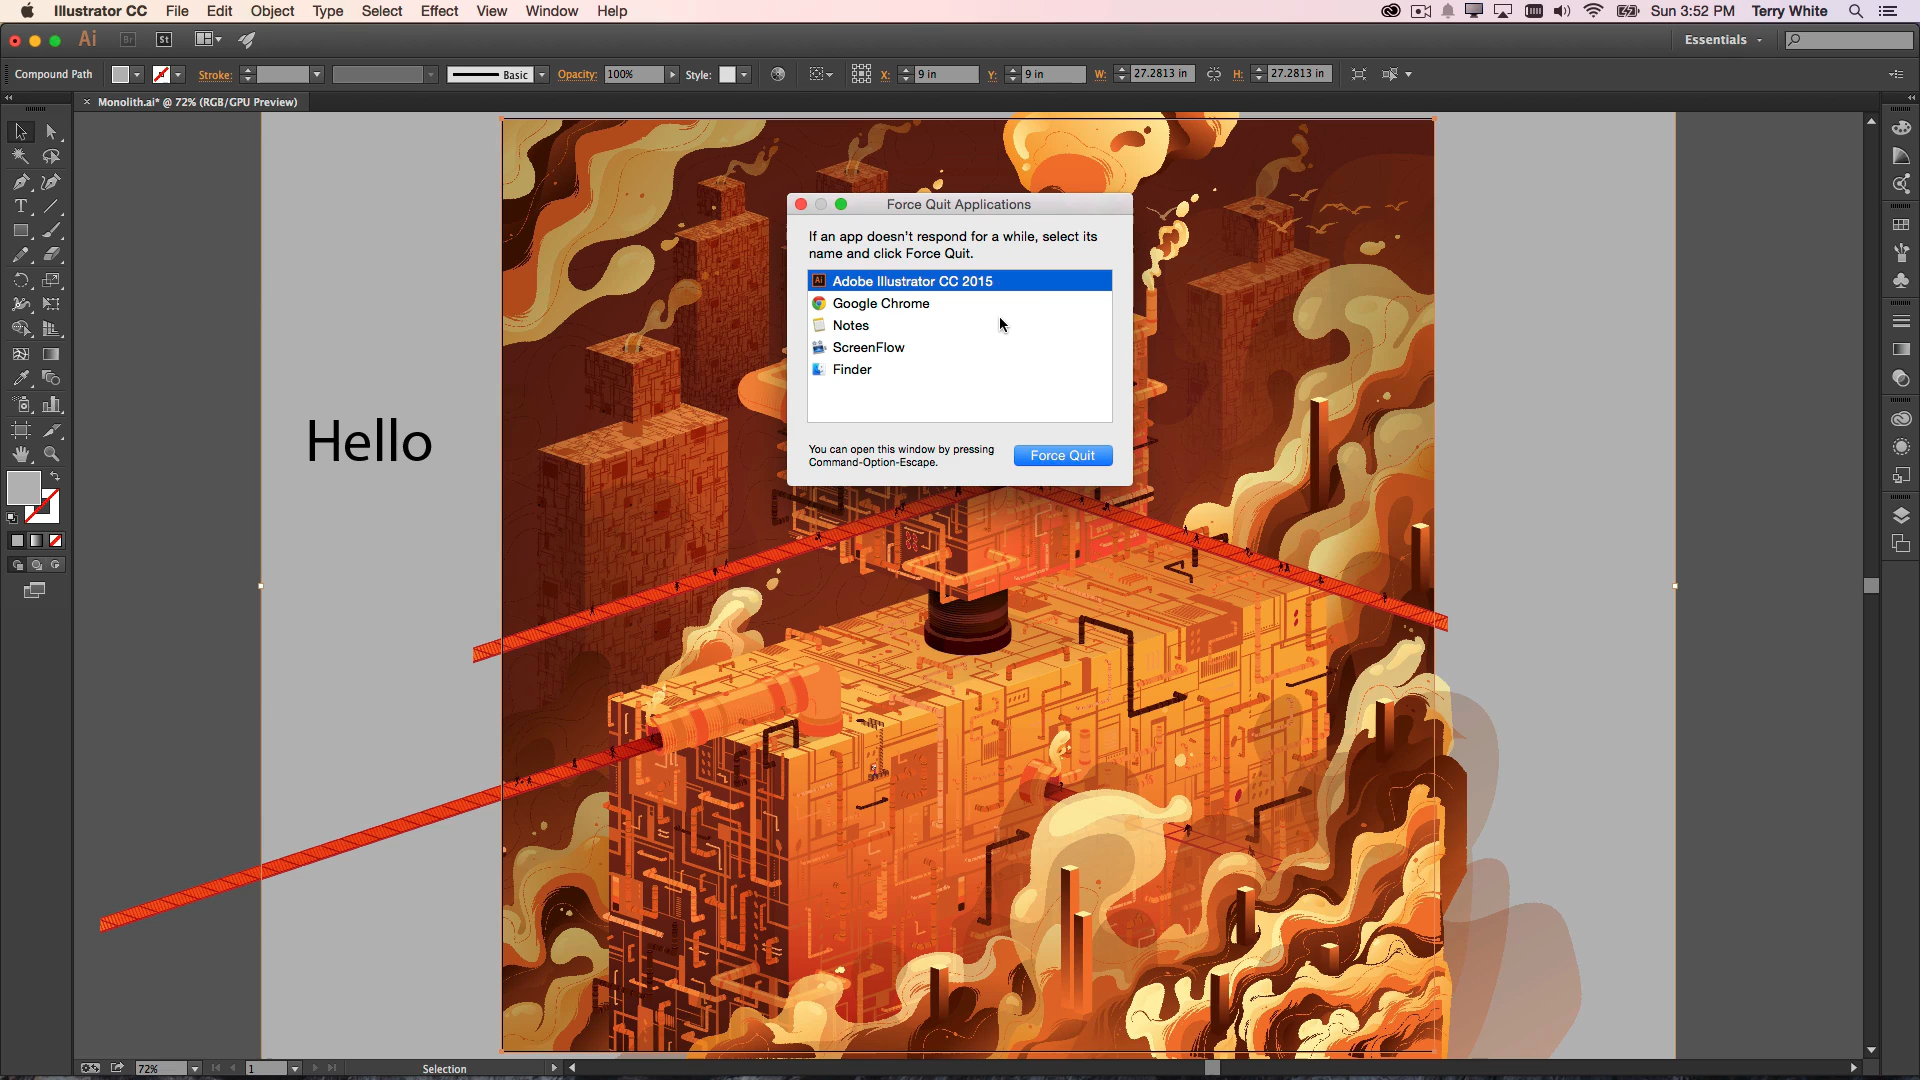 Illustrator CC File Edit Object Type Select Effect View Window Help Sun 3:52 PM Terry White
Ai Br St Essentials
Compound Path Stroke: Basic Opacity: 100% Style: X: 9 in Y: 9 in W: 27.2813 in H: 27.2813 in
× Monolith.ai* @ 72% (RGB/GPU Preview)
Force Quit Applications
If an app doesn't respond for a while, select its
name and click Force Quit.
Ai Adobe Illustrator CC 2015
Google Chrome
Notes
ScreenFlow
Finder
You can open this window by pressing
Command-Option-Escape.
Force Quit
Hello
72% 1 Selection